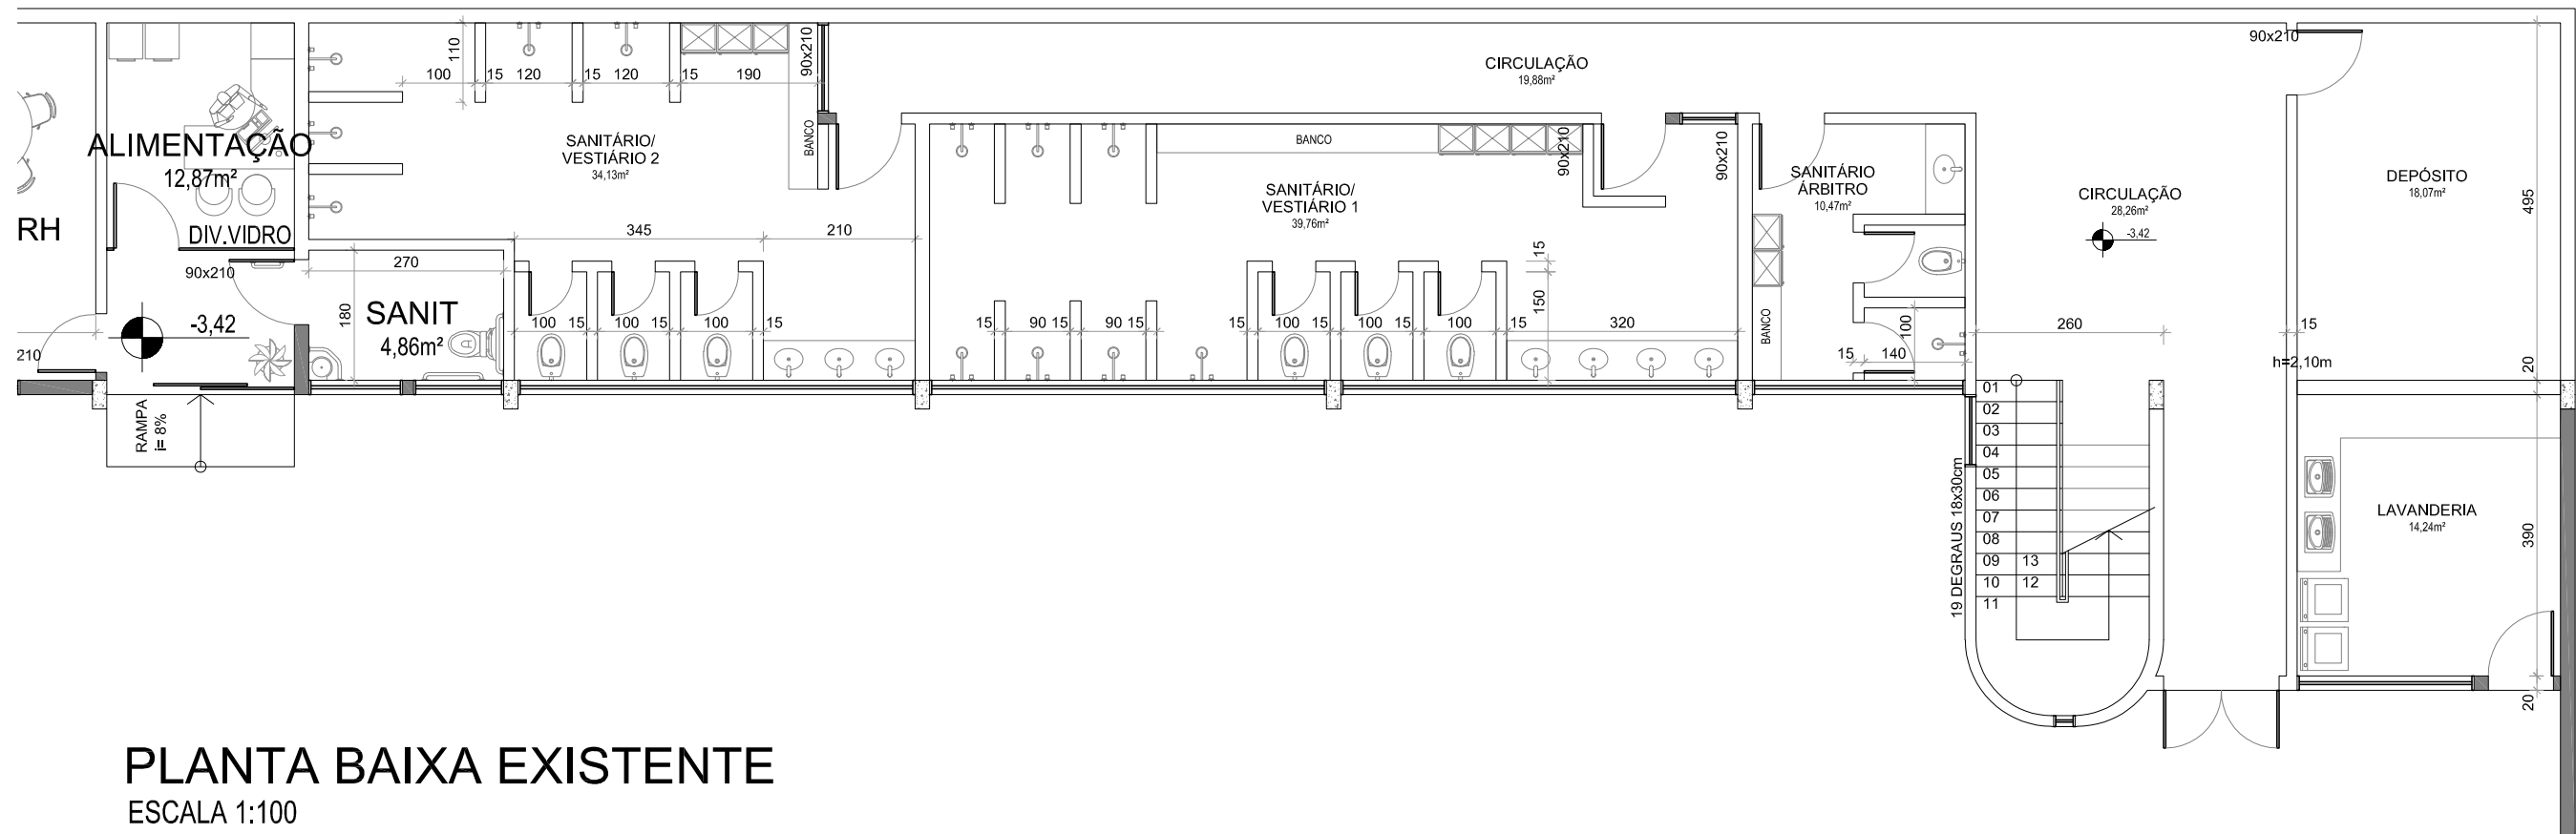 110
100
15
120
15
120
15
190
90x210
CIRCULAÇÃO
19,88m²
90x210
ALIMENTAÇÃO
12,87m²
RH
DIV.VIDRO
90x210
SANITÁRIO/
VESTIÁRIO 2
34,13m²
BANCO
BANCO
SANITÁRIO/
VESTIÁRIO 1
39,76m²
90x210
90x210
SANITÁRIO
ÁRBITRO
10,47m²
CIRCULAÇÃO
28,26m²
-3,42
DEPÓSITO
18,07m²
495
345
210
270
180
SANIT
4,86m²
-3,42
210
100
15
100
15
100
15
15
90
15
90
15
15
100
15
100
15
100
15
320
15
150
BANCO
100
15
140
260
15
h=2,10m
20
RAMPA
i= 8%
01
02
03
04
05
06
07
08
09
13
10
12
11
19 DEGRAUS 18x30cm
LAVANDERIA
14,24m²
390
20
PLANTA BAIXA EXISTENTE
ESCALA 1:100